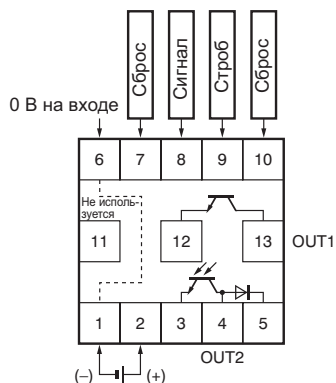 Сброс
Сигнал
Строб
Сброс
0 В на входе
6 7 8 9 10
Не исполь-
зуется
11 12 13 OUT1
1 2 3 4 5
OUT2
(–) (+)